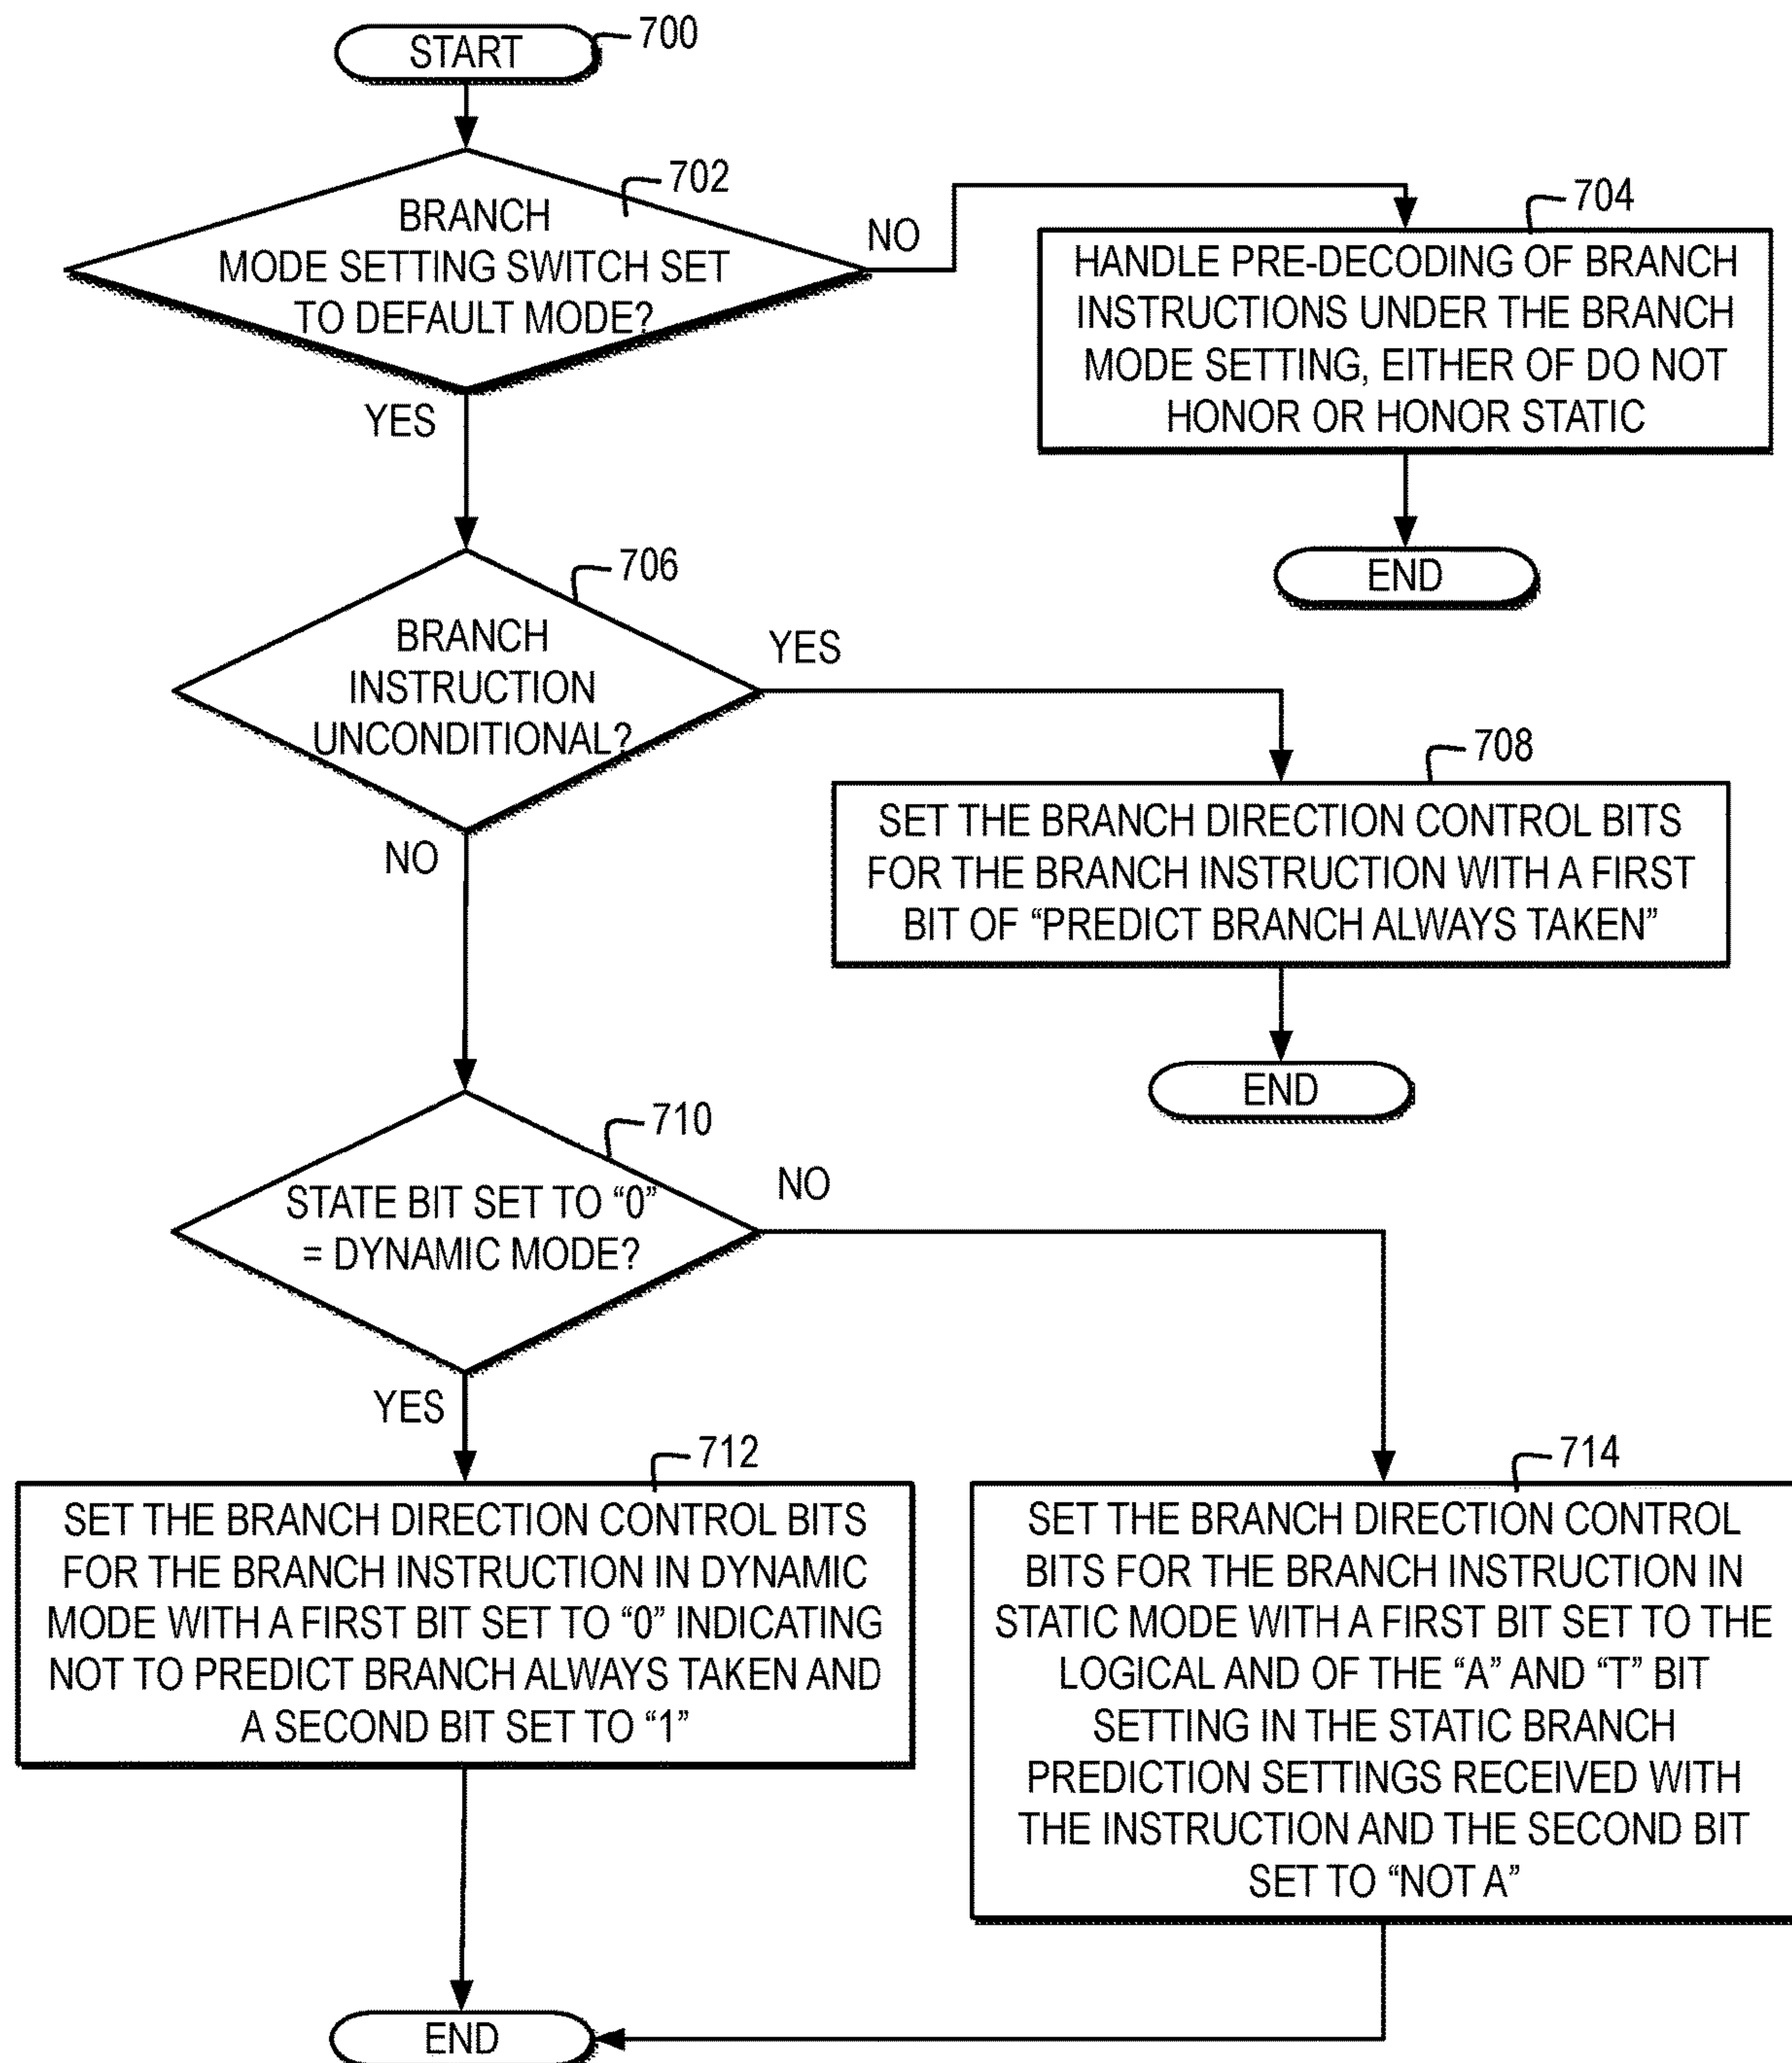 START
700
702
BRANCH
MODE SETTING SWITCH SET
TO DEFAULT MODE?
NO
YES
704
HANDLE PRE-DECODING OF BRANCH
INSTRUCTIONS UNDER THE BRANCH
MODE SETTING, EITHER OF DO NOT
HONOR OR HONOR STATIC
END
706
BRANCH
INSTRUCTION
UNCONDITIONAL?
YES
NO
708
SET THE BRANCH DIRECTION CONTROL BITS
FOR THE BRANCH INSTRUCTION WITH A FIRST
BIT OF “PREDICT BRANCH ALWAYS TAKEN”
END
710
STATE BIT SET TO “0”
= DYNAMIC MODE?
NO
YES
712
SET THE BRANCH DIRECTION CONTROL BITS
FOR THE BRANCH INSTRUCTION IN DYNAMIC
MODE WITH A FIRST BIT SET TO “0” INDICATING
NOT TO PREDICT BRANCH ALWAYS TAKEN AND
A SECOND BIT SET TO “1”
714
SET THE BRANCH DIRECTION CONTROL
BITS FOR THE BRANCH INSTRUCTION IN
STATIC MODE WITH A FIRST BIT SET TO THE
LOGICAL AND OF THE “A” AND “T” BIT
SETTING IN THE STATIC BRANCH
PREDICTION SETTINGS RECEIVED WITH
THE INSTRUCTION AND THE SECOND BIT
SET TO “NOT A”
END